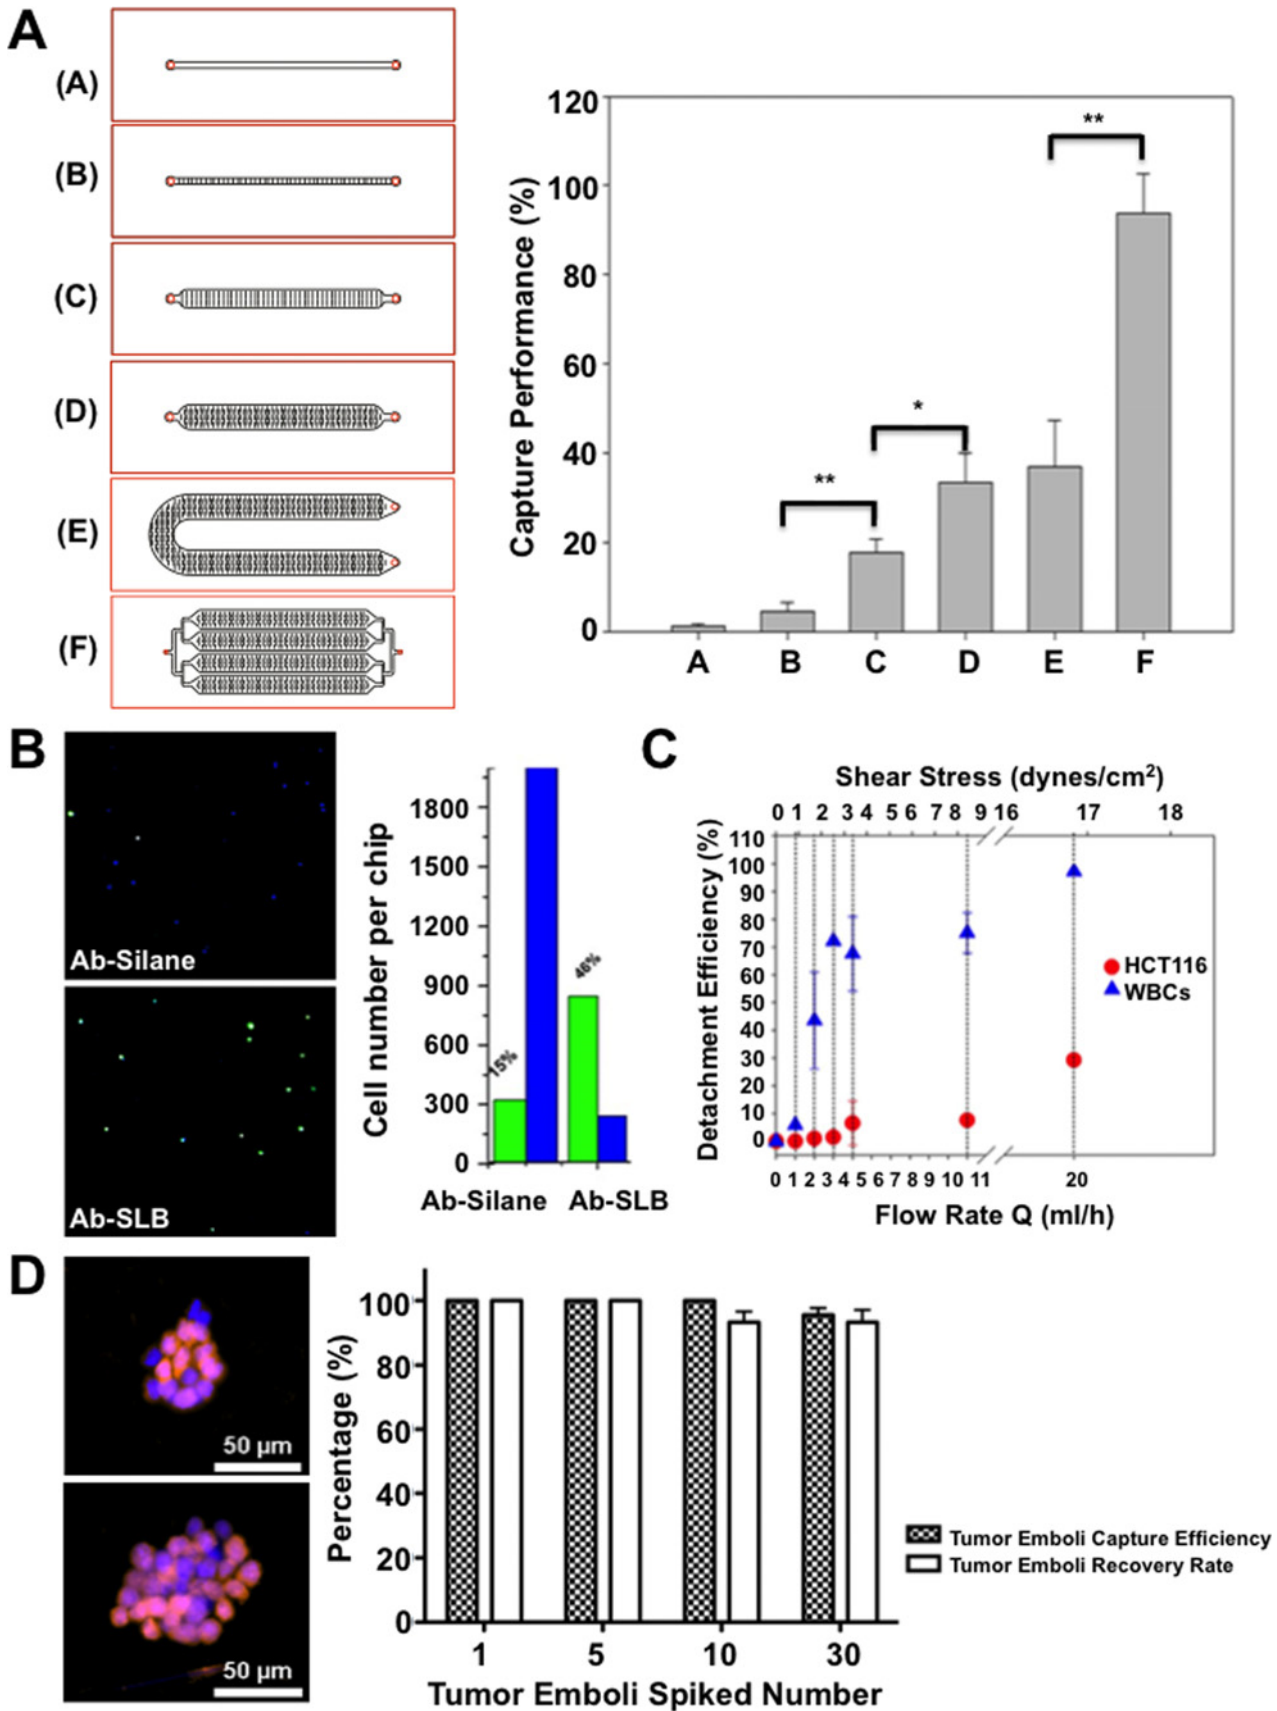 A
(A)
(B)
(C)
(D)
(E)
(F)
Capture Performance (%)
120
100
80
60
40
20
0
**
*
**
A B C D E F
B
Ab-Silane
Ab-SLB
Cell number per chip
1800
1500
1200
900
600
300
0
15%
46%
Ab-Silane Ab-SLB
C
Shear Stress (dynes/cm²)
0 1 2 3 4 5 6 7 8 9 16 17 18
Detachment Efficiency (%)
110
100
90
80
70
60
50
40
30
20
10
0
HCT116
WBCs
0 1 2 3 4 5 6 7 8 9 10 11 20
Flow Rate Q (ml/h)
D
50 µm
50 µm
Percentage (%)
100
80
60
40
20
0
1 5 10 30
Tumor Emboli Spiked Number
Tumor Emboli Capture Efficiency
Tumor Emboli Recovery Rate